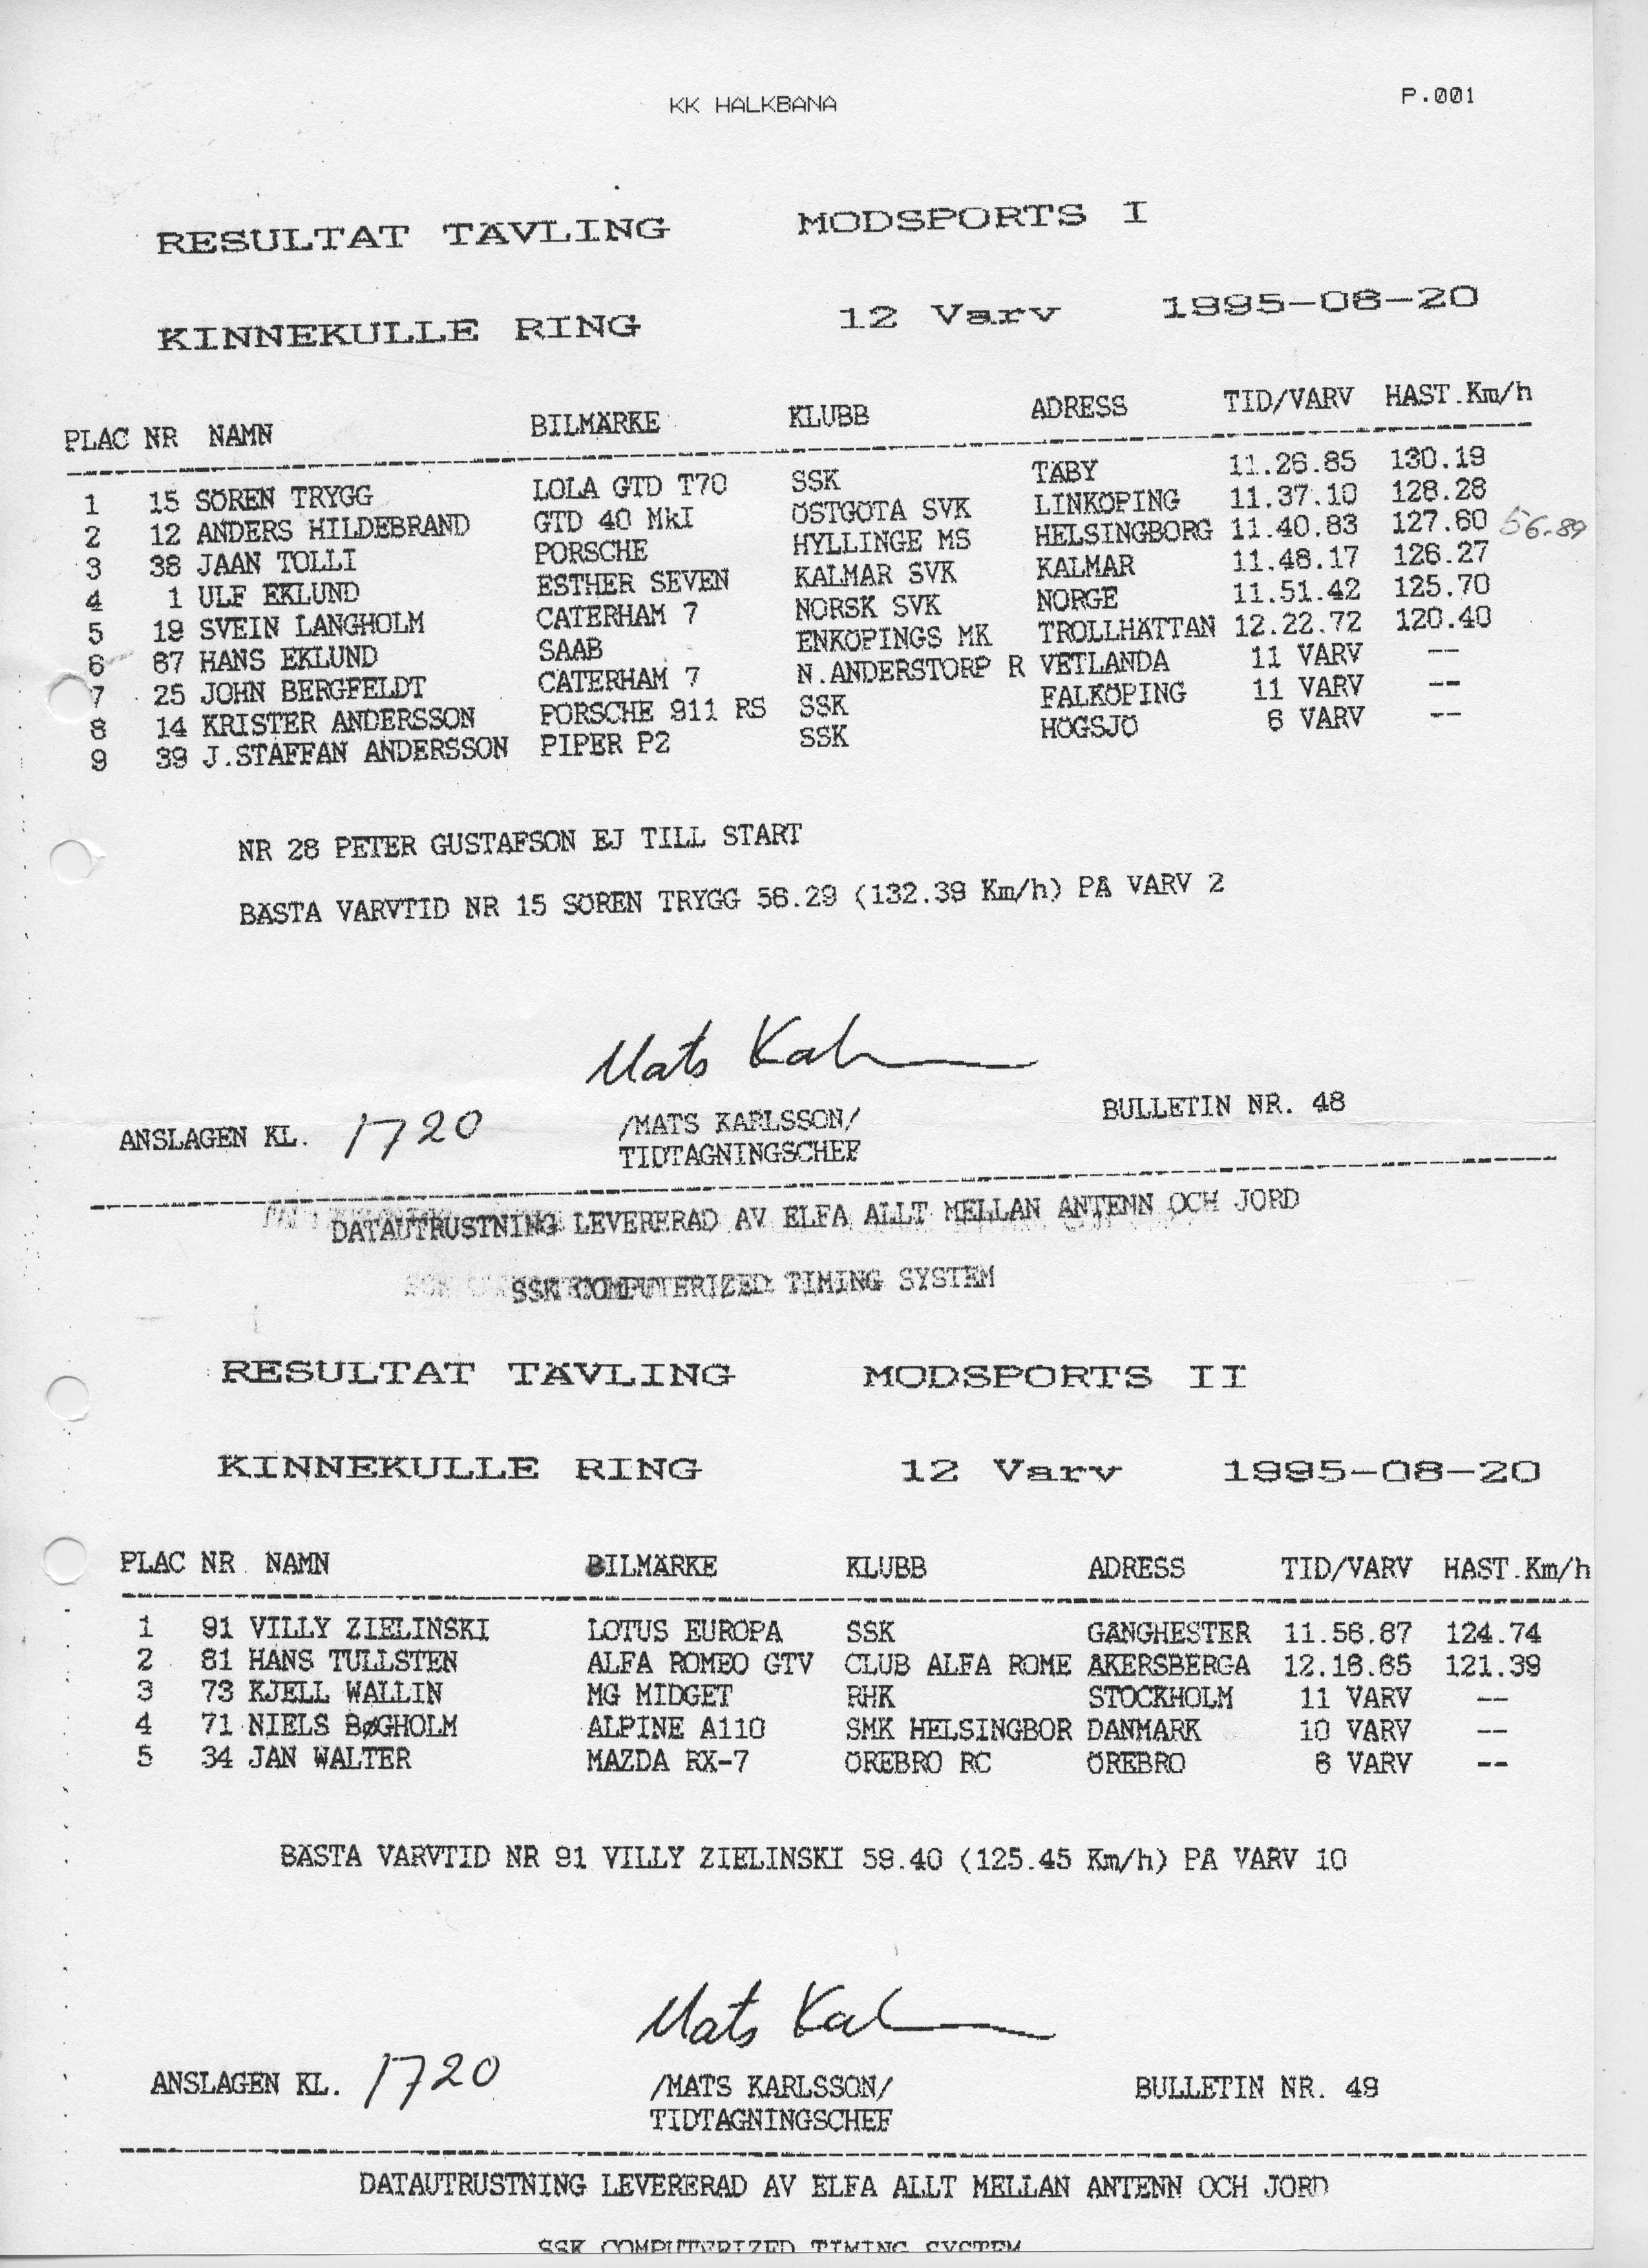 KK HALKBANA P.001
RESULTAT TÄVLING MODSPORTS I
KINNEKULLE RING 12 Varv 1995-08-20
PLAC NR NAMN BILMÄRKE KLUBB ADRESS TID/VARV HAST.Km/h
1 15 SÖREN TRYGG LOLA GTD T70 SSK TÄBY 11.26.85 130.19
2 12 ANDERS HILDEBRAND GTD 40 MkI ÖSTGÖTA SVK LINKÖPING 11.37.10 128.28
3 38 JAAN TOLLI PORSCHE HYLLINGE MS HELSINGBORG 11.40.83 127.60 56.89
4 1 ULF EKLUND ESTHER SEVEN KALMAR SVK KALMAR 11.48.17 126.27
5 19 SVEIN LANGHOLM CATERHAM 7 NORSK SVK NORGE 11.51.42 125.70
6 67 HANS EKLUND SAAB ENKÖPINGS MK TROLLHÄTTAN 12.22.72 120.40
7 25 JOHN BERGFELDT CATERHAM 7 N.ANDERSTORP R VETLANDA 11 VARV --
8 14 KRISTER ANDERSSON PORSCHE 911 RS SSK FALKÖPING 11 VARV --
9 39 J.STAFFAN ANDERSSON PIPER P2 SSK HÖGSJÖ 6 VARV --
NR 28 PETER GUSTAFSON EJ TILL START
BÄSTA VARVTID NR 15 SÖREN TRYGG 56.29 (132.39 Km/h) PÅ VARV 2
Mats Kal
ANSLAGEN KL. 1720 /MATS KARLSSON/ BULLETIN NR. 48
TIDTAGNINGSCHEF
DATAUTRUSTNING LEVERERAD AV ELFA ALLT MELLAN ANTENN OCH JORD
SSK COMPUTERIZED TIMING SYSTEM
RESULTAT TÄVLING MODSPORTS II
KINNEKULLE RING 12 Varv 1995-08-20
PLAC NR NAMN BILMÄRKE KLUBB ADRESS TID/VARV HAST.Km/h
1 91 VILLY ZIELINSKI LOTUS EUROPA SSK GÅNGHESTER 11.56.87 124.74
2 81 HANS TULLSTEN ALFA ROMEO GTV CLUB ALFA ROME ÅKERSBERGA 12.16.65 121.39
3 73 KJELL WALLIN MG MIDGET RHK STOCKHOLM 11 VARV --
4 71 NIELS BøGHOLM ALPINE A110 SMK HELSINGBOR DANMARK 10 VARV --
5 34 JAN WALTER MAZDA RX-7 ÖREBRO RC ÖREBRO 6 VARV --
BÄSTA VARVTID NR 91 VILLY ZIELINSKI 59.40 (125.45 Km/h) PÅ VARV 10
Mats Kal
ANSLAGEN KL. 1720 /MATS KARLSSON/ BULLETIN NR. 49
TIDTAGNINGSCHEF
DATAUTRUSTNING LEVERERAD AV ELFA ALLT MELLAN ANTENN OCH JORD
SSK COMPUTERIZED TIMING SYSTEM